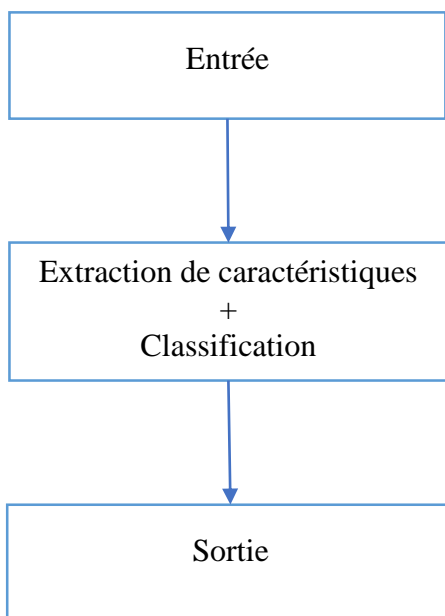 Entrée
Extraction de caractéristiques
+
Classification
Sortie